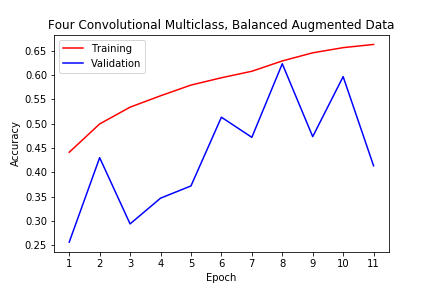 Four Convolutional Multiclass, Balanced Augmented Data
Training
Validation
0.65
0.60
0.55
0.50
0.45
0.40
0.35
0.30
0.25
Accuracy
1 2 3 4 5 6 7 8 9 10 11
Epoch